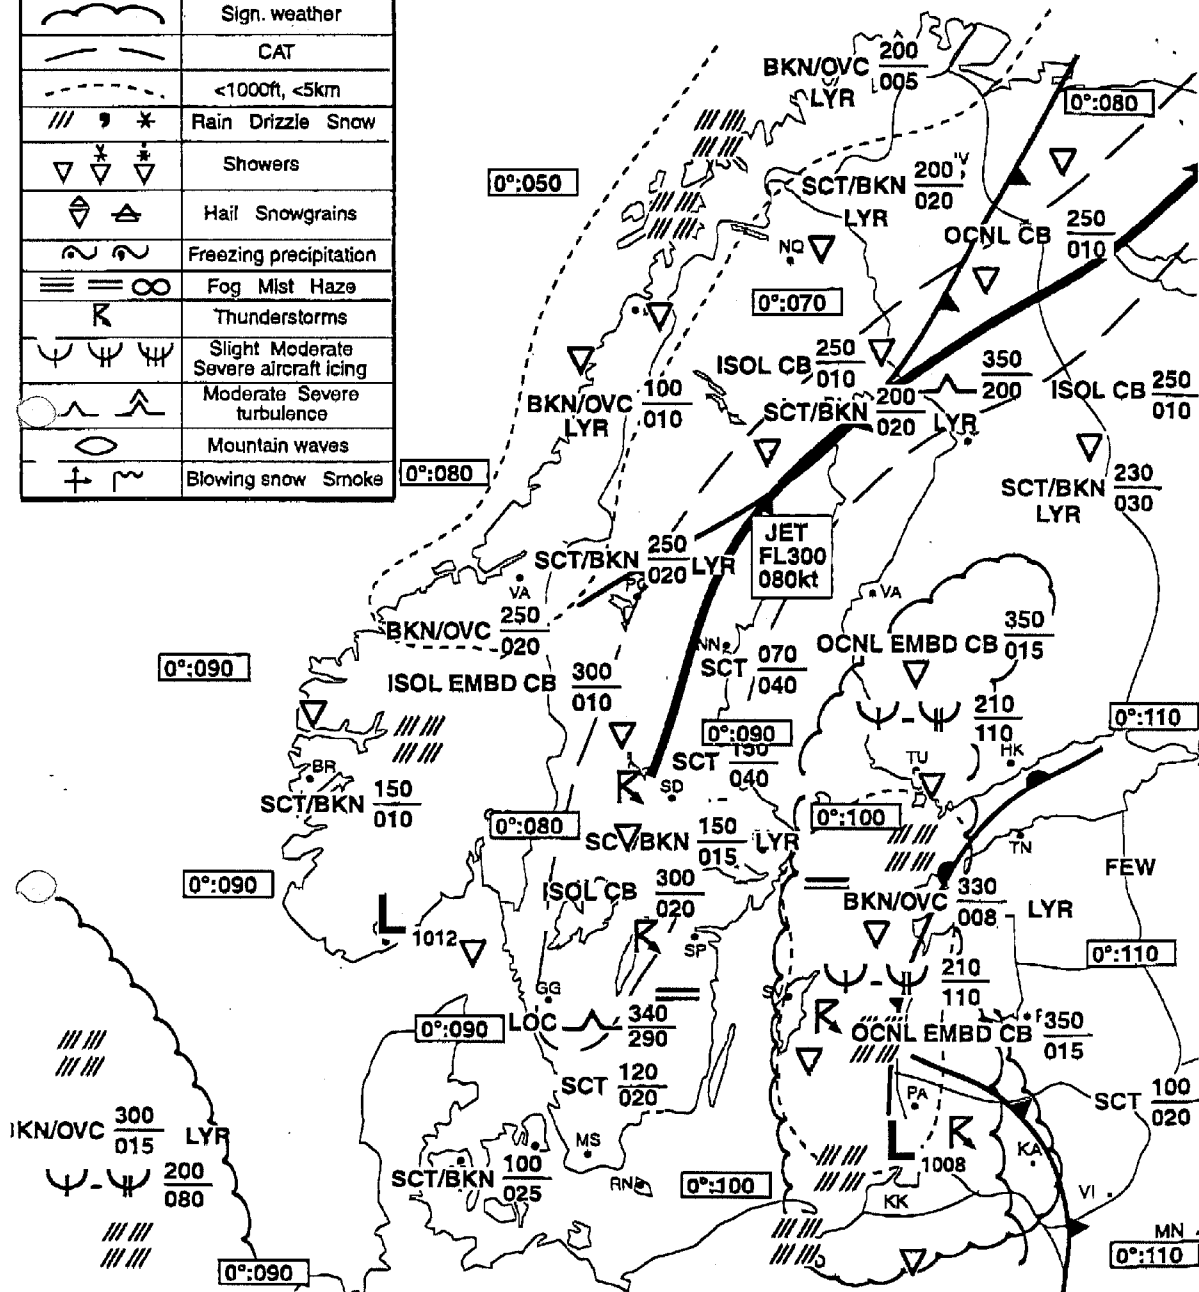 Sign. weather
CAT
<1000ft, <5km
Rain Drizzle Snow
Showers
Hail Snowgrains
Freezing precipitation
Fog Mist Haze
Thunderstorms
Slight Moderate
Severe aircraft icing
Moderate Severe
turbulence
Mountain waves
Blowing snow Smoke
BKN/OVC 200
005
LYR
0°:080
0°:050
SCT/BKN 200
020
LYR
OCNL CB 250
010
NQ
0°:070
ISOL CB 250
010
350
200
ISOL CB 250
010
BKN/OVC 100
010
LYR
SCT/BKN 200
020
LYR
0°:080
SCT/BKN 230
030
LYR
JET
FL300
080kt
SCT/BKN 250
020 LYR
VA
VA
BKN/OVC 250
020
OCNL EMBD CB 350
015
NN
SCT 070
040
0°:090
ISOL EMBD CB 300
010
210
110
0°:110
0°:090
SCT 150
040
TU
HK
BR
SD
SCT/BKN 150
010
0°:080
0°:100
SCT/BKN 150
015
LYR
TN
FEW
0°:090
ISOL CB 300
020
BKN/OVC 330
008
LYR
L
1012
SP
0°:110
210
110
GG
SV
0°:090
LOC 340
290
OCNL EMBD CB 350
015
SCT 120
020
PA
SCT 100
020
BKN/OVC 300
015
LYR
MS
L
1008
KA
200
080
SCT/BKN 100
025
RN
0°:100
KK
VI
MN
0°:090
0°:110